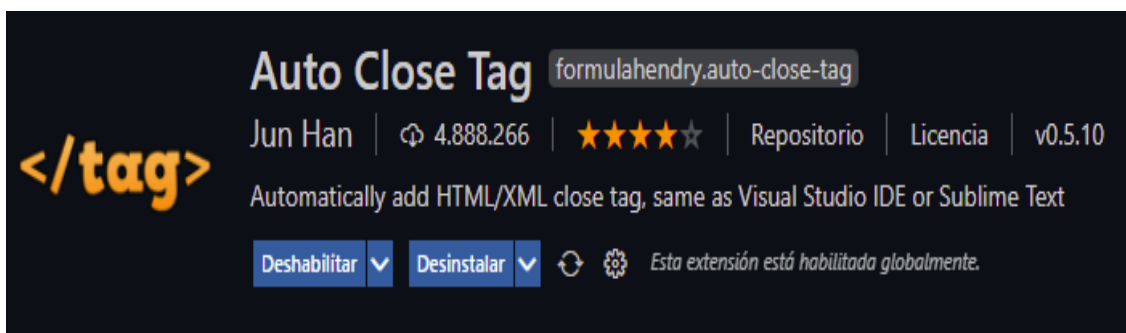 </tag>
Auto Close Tag formulahendry.auto-close-tag
Jun Han 4.888.266 Repositorio Licencia v0.5.10
Automatically add HTML/XML close tag, same as Visual Studio IDE or Sublime Text
Deshabilitar Desinstalar Esta extensión está habilitada globalmente.